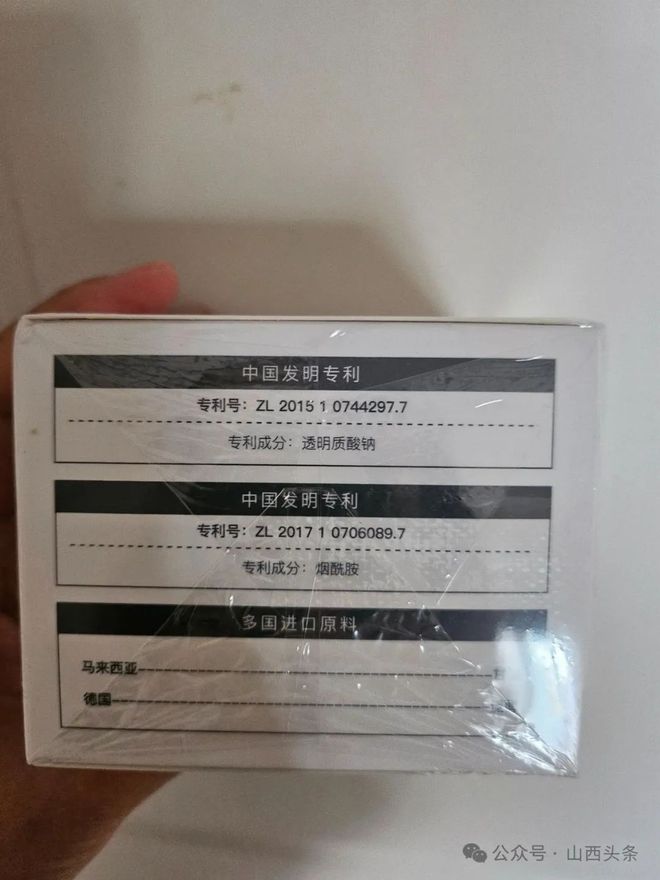 中国发明专利
专利号：ZL 2015 1 0744297.7
专利成分：透明质酸钠
中国发明专利
专利号：ZL 2017 1 0706089.7
专利成分：烟酰胺
多国进口原料
马来西亚
德国
公众号·山西头条